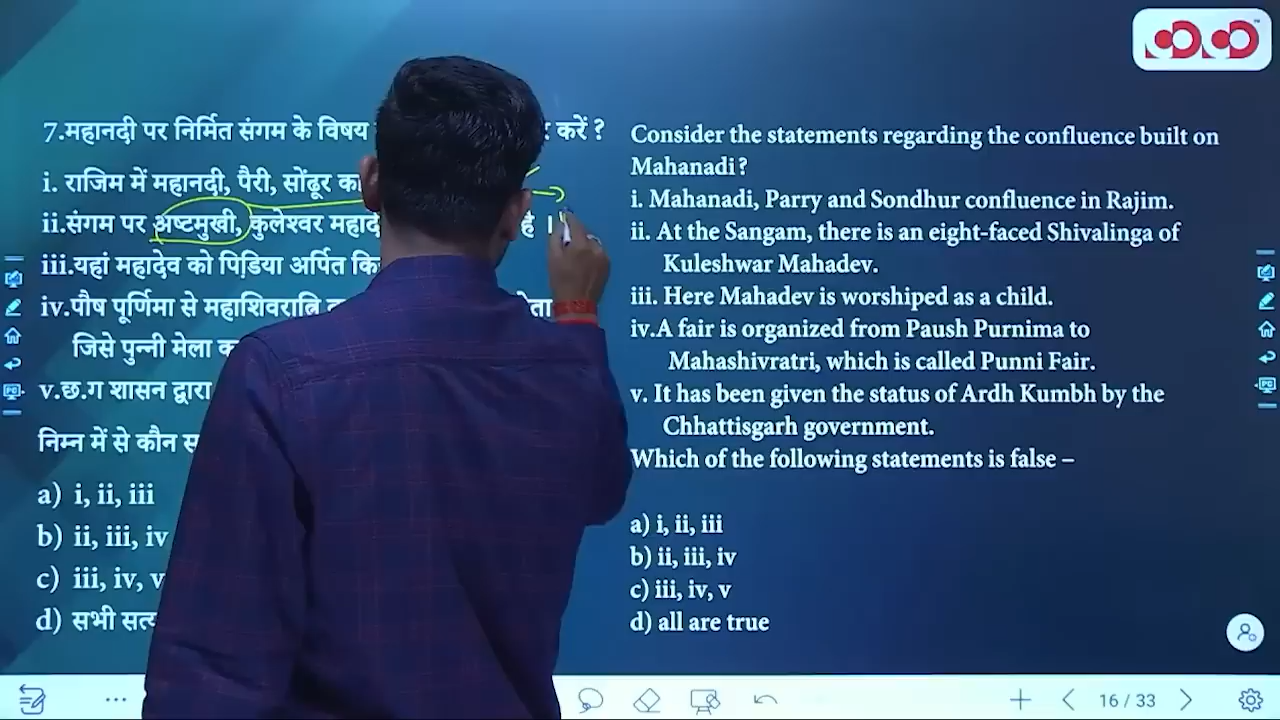 7.महानदी पर निर्मित संगम के विषय करें ?
i. राजिम में महानदी, पैरी, सोंढूर का
ii.संगम पर अष्टमुखी, कुलेश्वर महादे है ।
iii.यहां महादेव को पिडि़या अर्पित कि
iv.पौष पूर्णिमा से महाशिवरात्रि
जिसे पुन्नी मेला क
v.छ.ग शासन द्वारा
निम्न में से कौन स
a) i, ii, iii
b) ii, iii, iv
c) iii, iv, v
d) सभी सत्य
Consider the statements regarding the confluence built on
Mahanadi?
i. Mahanadi, Parry and Sondhur confluence in Rajim.
ii. At the Sangam, there is an eight-faced Shivalinga of
Kuleshwar Mahadev.
iii. Here Mahadev is worshiped as a child.
iv.A fair is organized from Paush Purnima to
Mahashivratri, which is called Punni Fair.
v. It has been given the status of Ardh Kumbh by the
Chhattisgarh government.
Which of the following statements is false –
a) i, ii, iii
b) ii, iii, iv
c) iii, iv, v
d) all are true
16 / 33